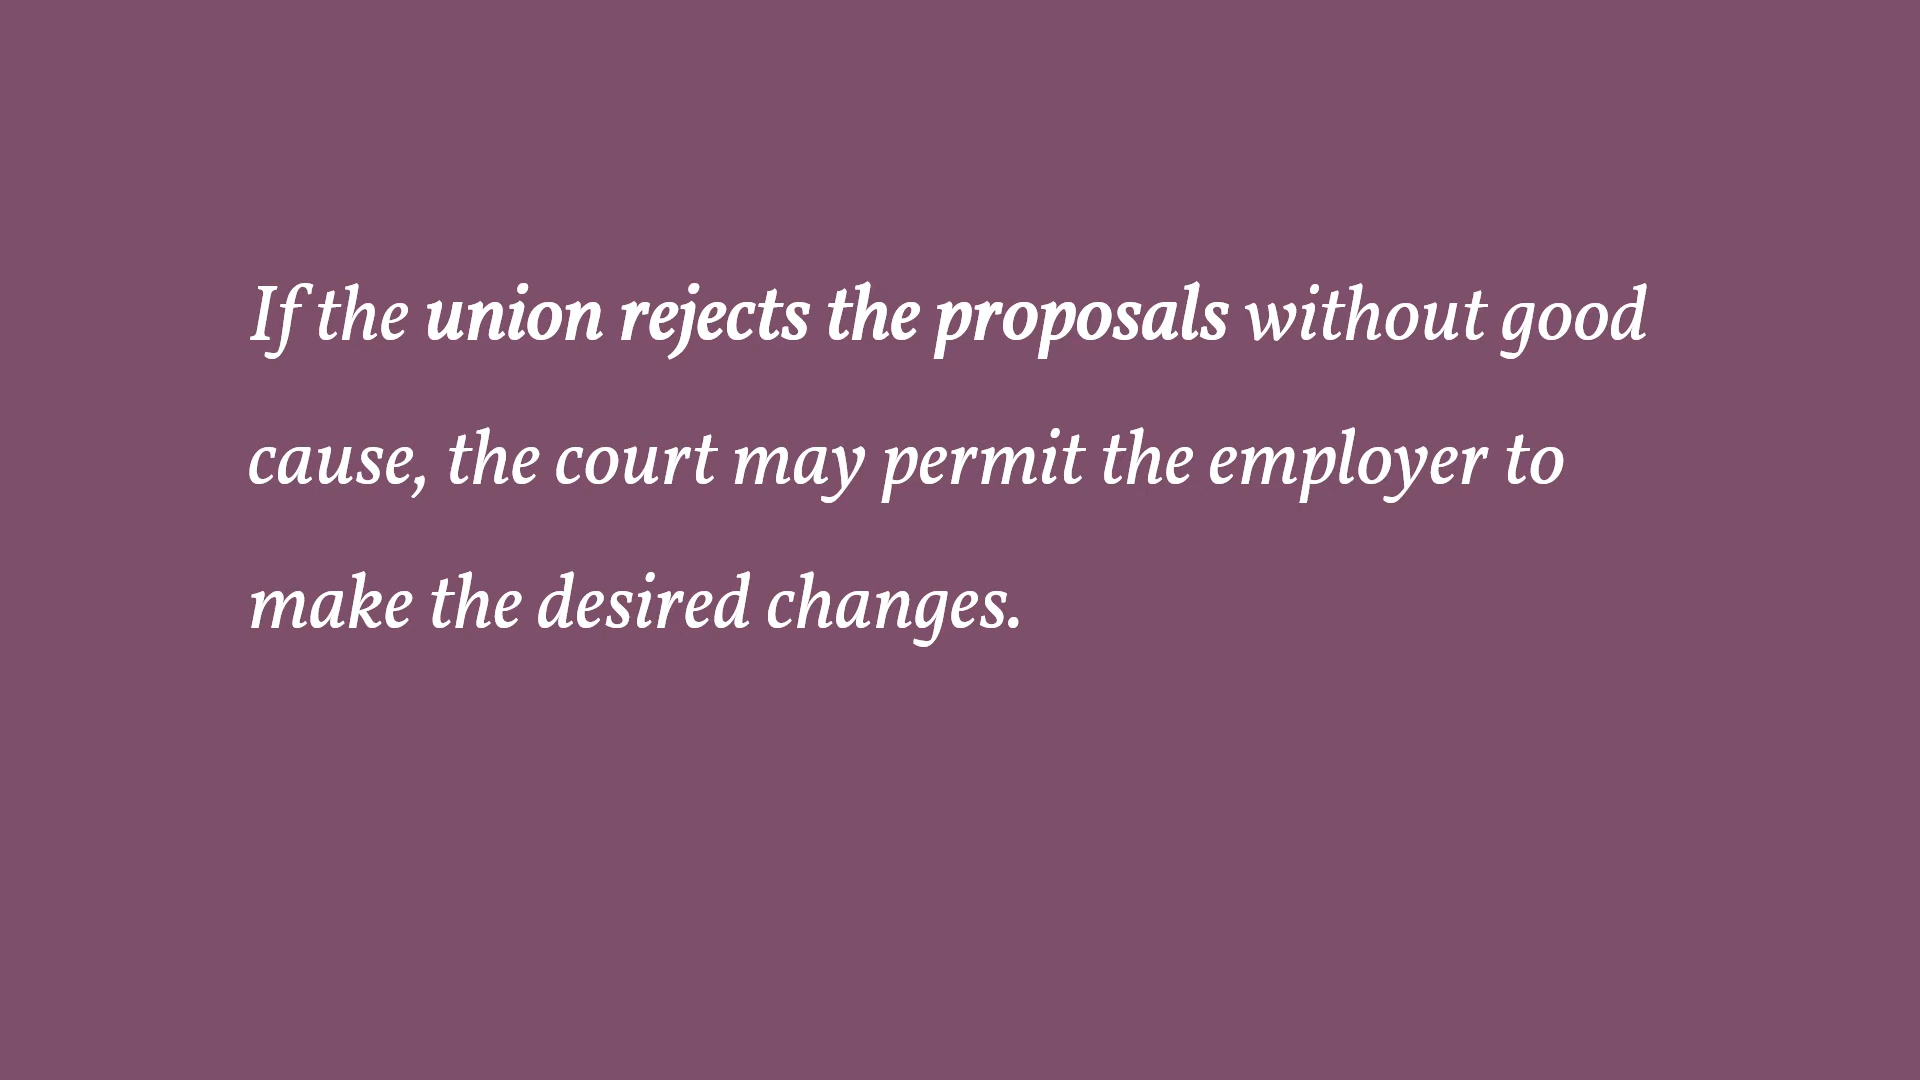 If the union rejects the proposals without good
cause, the court may permit the employer to
make the desired changes.